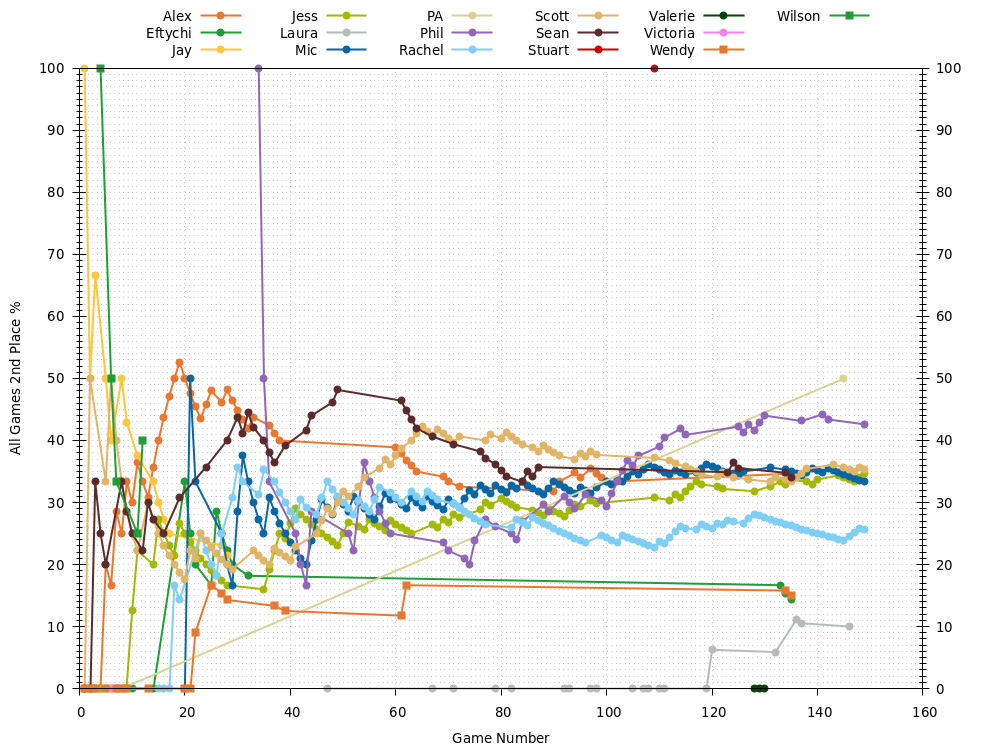 Alex Jess PA Scott Valerie Wilson
Eftychi Laura Phil Sean Victoria
Jay Mic Rachel Stuart Wendy
100 100
90 90
80 80
70 70
60 60
50 50
40 40
30 30
20 20
10 10
0 0
0 20 40 60 80 100 120 140 160
All Games 2nd Place %
Game Number